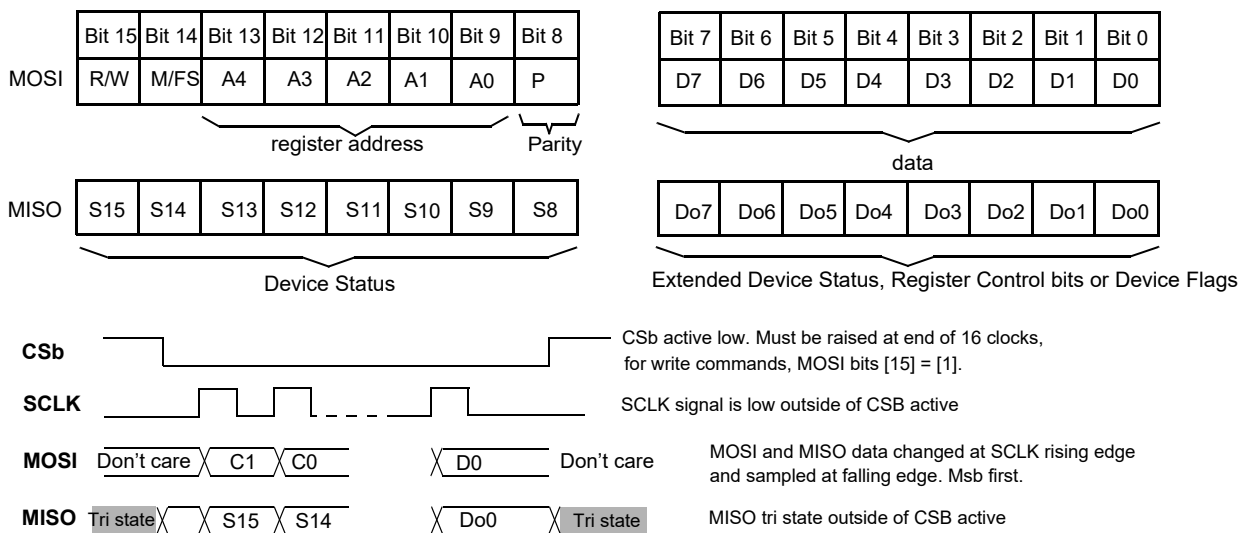 Bit 15 Bit 14 Bit 13 Bit 12 Bit 11 Bit 10 Bit 9 Bit 8 Bit 7 Bit 6 Bit 5 Bit 4 Bit 3 Bit 2 Bit 1 Bit 0
MOSI R/W M/FS A4 A3 A2 A1 A0 P D7 D6 D5 D4 D3 D2 D1 D0
register address Parity
data
MISO S15 S14 S13 S12 S11 S10 S9 S8 Do7 Do6 Do5 Do4 Do3 Do2 Do1 Do0
Device Status Extended Device Status, Register Control bits or Device Flags
CSb CSb active low. Must be raised at end of 16 clocks,
for write commands, MOSI bits [15] = [1].
SCLK SCLK signal is low outside of CSB active
MOSI Don't care C1 C0 D0 Don't care MOSI and MISO data changed at SCLK rising edge
and sampled at falling edge. Msb first.
MISO Tri state S15 S14 Do0 Tri state MISO tri state outside of CSB active